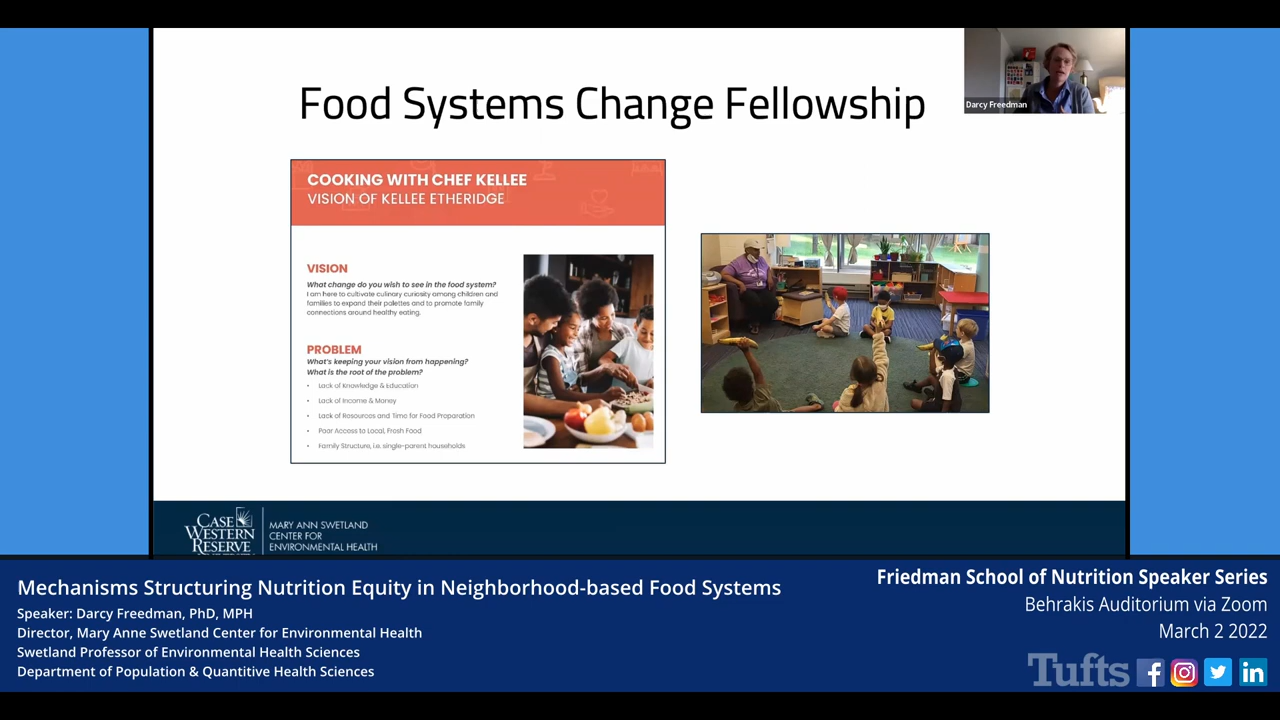 Food Systems Change Fellowship
Darcy Freedman
COOKING WITH CHEF KELLEE
VISION OF KELLEE ETHERIDGE
VISION
What change do you wish to see in the food system?
I am here to cultivate culinary curiosity among children and
families to expand their palettes and to promote family
connections around healthy eating.
PROBLEM
What's keeping your vision from happening?
What is the root of the problem?
• Lack of Knowledge & Education
• Lack of Income & Money
• Lack of Resources and Time for Food Preparation
• Poor Access to Local, Fresh Food
• Family Structure, i.e. single-parent households
CASE
WESTERN
RESERVE
MARY ANN SWETLAND
CENTER FOR
ENVIRONMENTAL HEALTH
Mechanisms Structuring Nutrition Equity in Neighborhood-based Food Systems
Speaker: Darcy Freedman, PhD, MPH
Director, Mary Anne Swetland Center for Environmental Health
Swetland Professor of Environmental Health Sciences
Department of Population & Quantitive Health Sciences
Friedman School of Nutrition Speaker Series
Behrakis Auditorium via Zoom
March 2 2022
Tufts